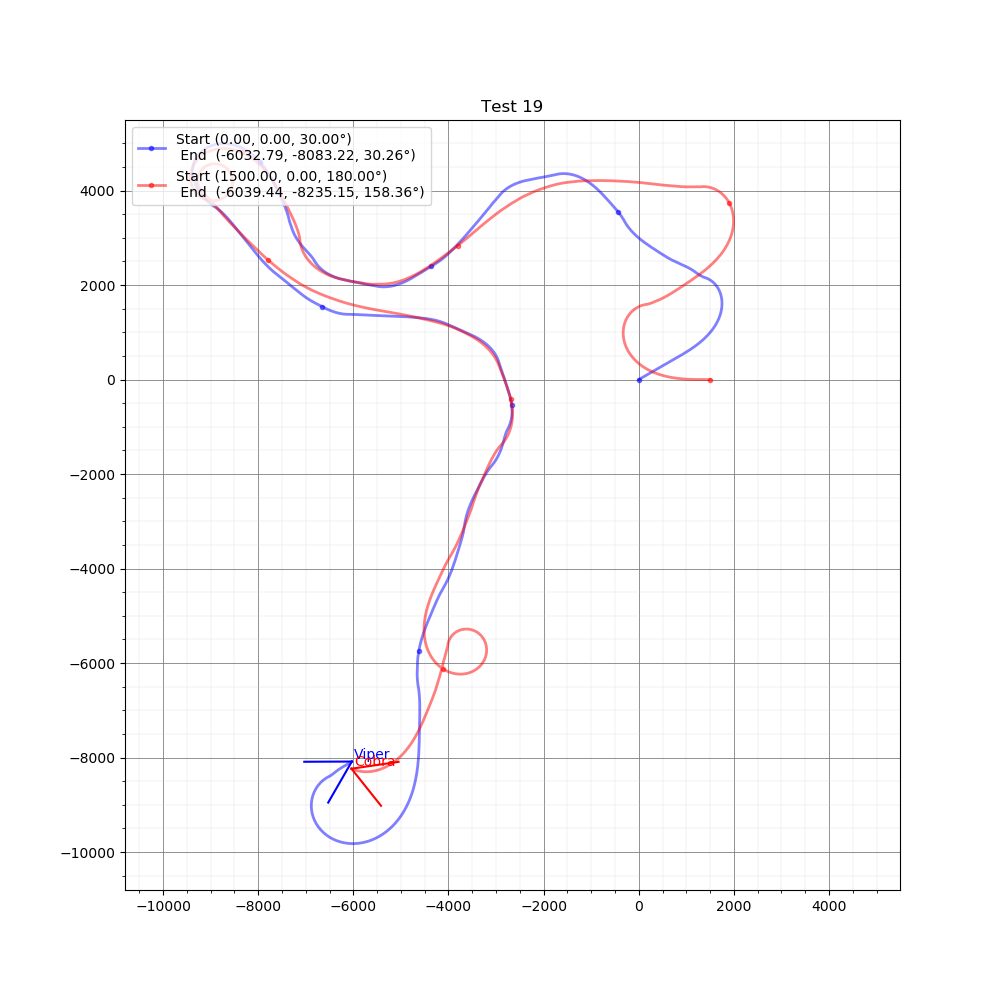 Test 19
Start (0.00, 0.00, 30.00°)
End (-6032.79, -8083.22, 30.26°)
Start (1500.00, 0.00, 180.00°)
End (-6039.44, -8235.15, 158.36°)
4000
2000
0
−2000
−4000
−6000
−8000
−10000
Viper
Cobra
−10000 −8000 −6000 −4000 −2000 0 2000 4000